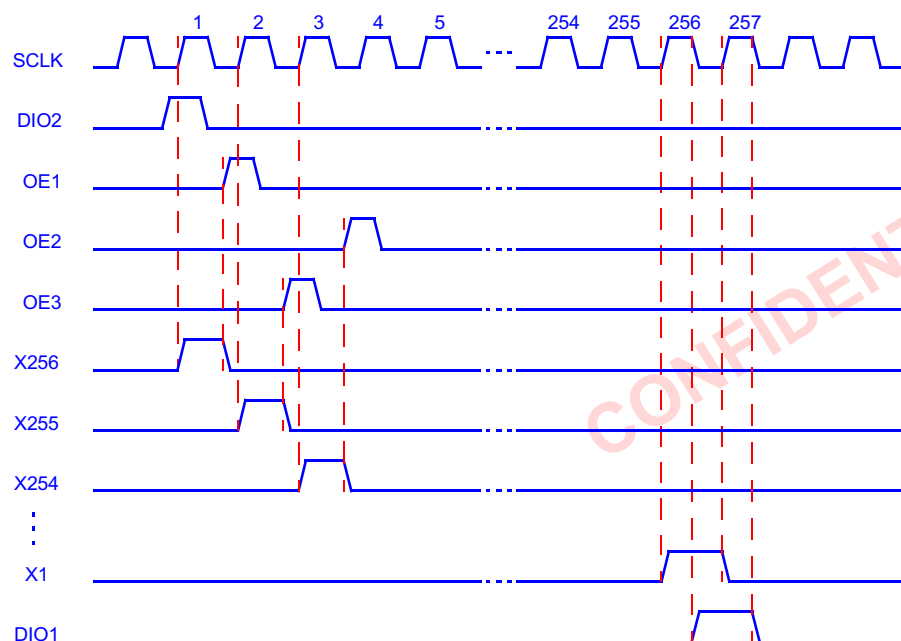 1 2 3 4 5 254 255 256 257
SCLK
DIO2
OE1
OE2
OE3
X256
X255
X254
X1
DIO1
CONFIDENT